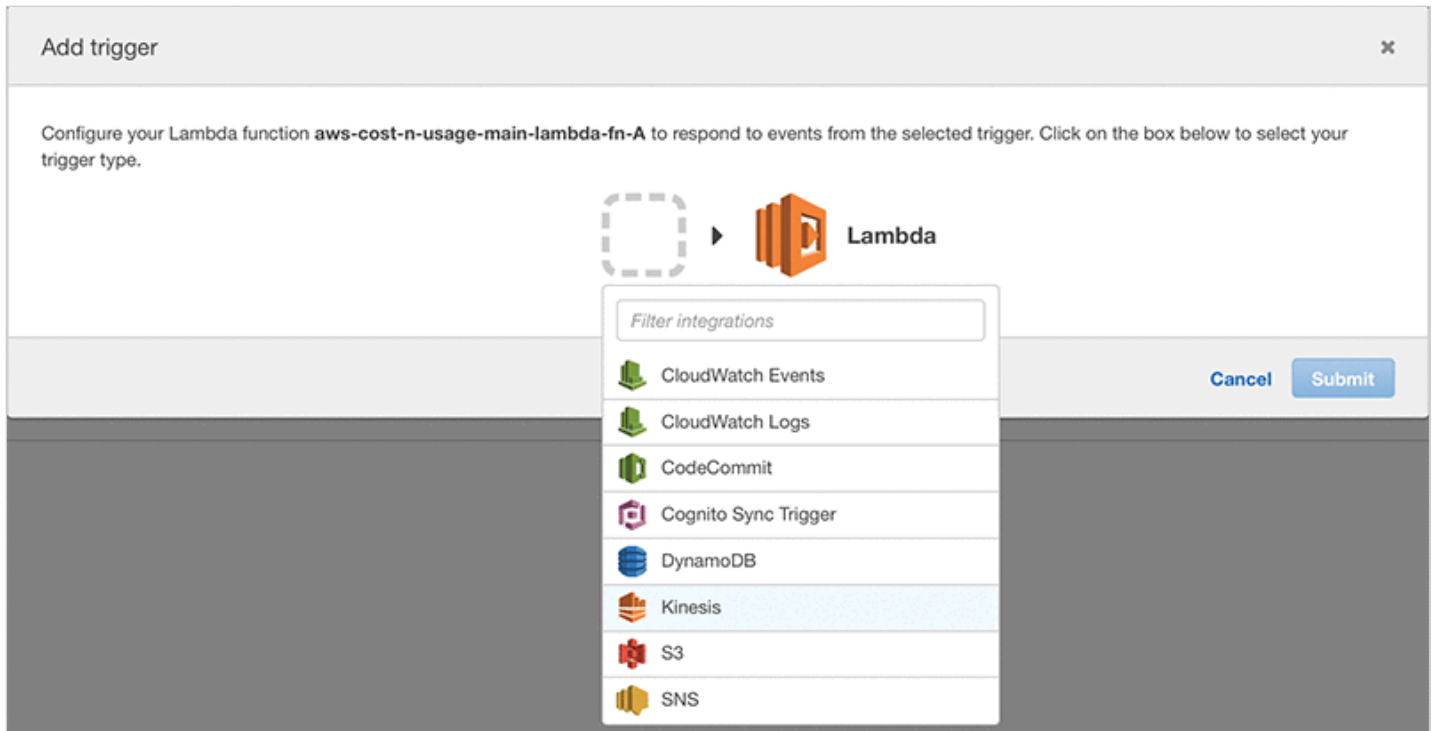 Add trigger
Configure your Lambda function aws-cost-n-usage-main-lambda-fn-A to respond to events from the selected trigger. Click on the box below to select your
trigger type.
Lambda
Filter integrations
CloudWatch Events
CloudWatch Logs
CodeCommit
Cognito Sync Trigger
DynamoDB
Kinesis
S3
SNS
Cancel
Submit